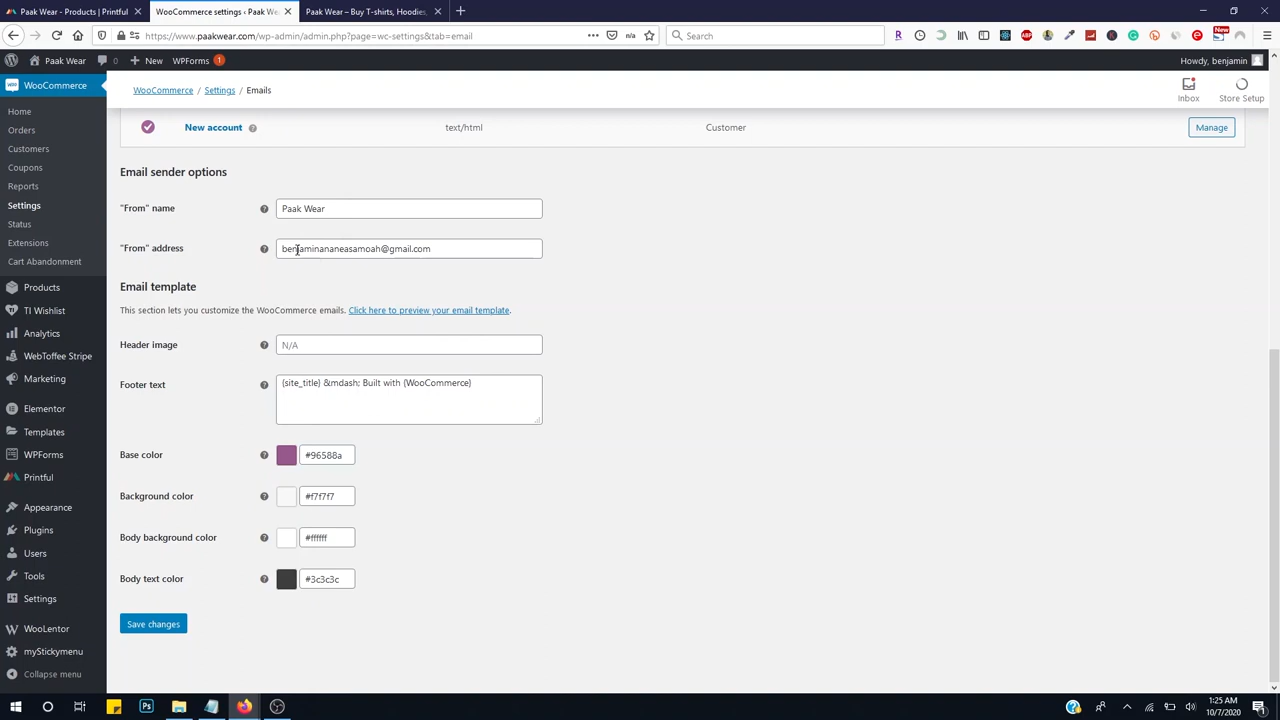 Paak Wear - Products | Printful
WooCommerce settings ‹ Paak We
Paak Wear – Buy T-shirts, Hoodies,
https://www.paakwear.com/wp-admin/admin.php?page=wc-settings&tab=email
n/a
Search
New
Paak Wear
0
New
WPForms
1
Howdy, benjamin
WooCommerce
Home
Orders
Customers
Coupons
Reports
Settings
Status
Extensions
Cart Abandonment
Products
TI Wishlist
Analytics
WebToffee Stripe
Marketing
Elementor
Templates
WPForms
Printful
Appearance
Plugins
Users
Tools
Settings
WooLentor
myStickymenu
Collapse menu
WooCommerce / Settings / Emails
Inbox
Store Setup
New account
text/html
Customer
Manage
Email sender options
"From" name
Paak Wear
"From" address
benjaminananeasamoah@gmail.com
Email template
This section lets you customize the WooCommerce emails. Click here to preview your email template.
Header image
N/A
Footer text
{site_title} &mdash; Built with {WooCommerce}
Base color
#96588a
Background color
#f7f7f7
Body background color
#ffffff
Body text color
#3c3c3c
Save changes
1:25 AM
10/7/2020